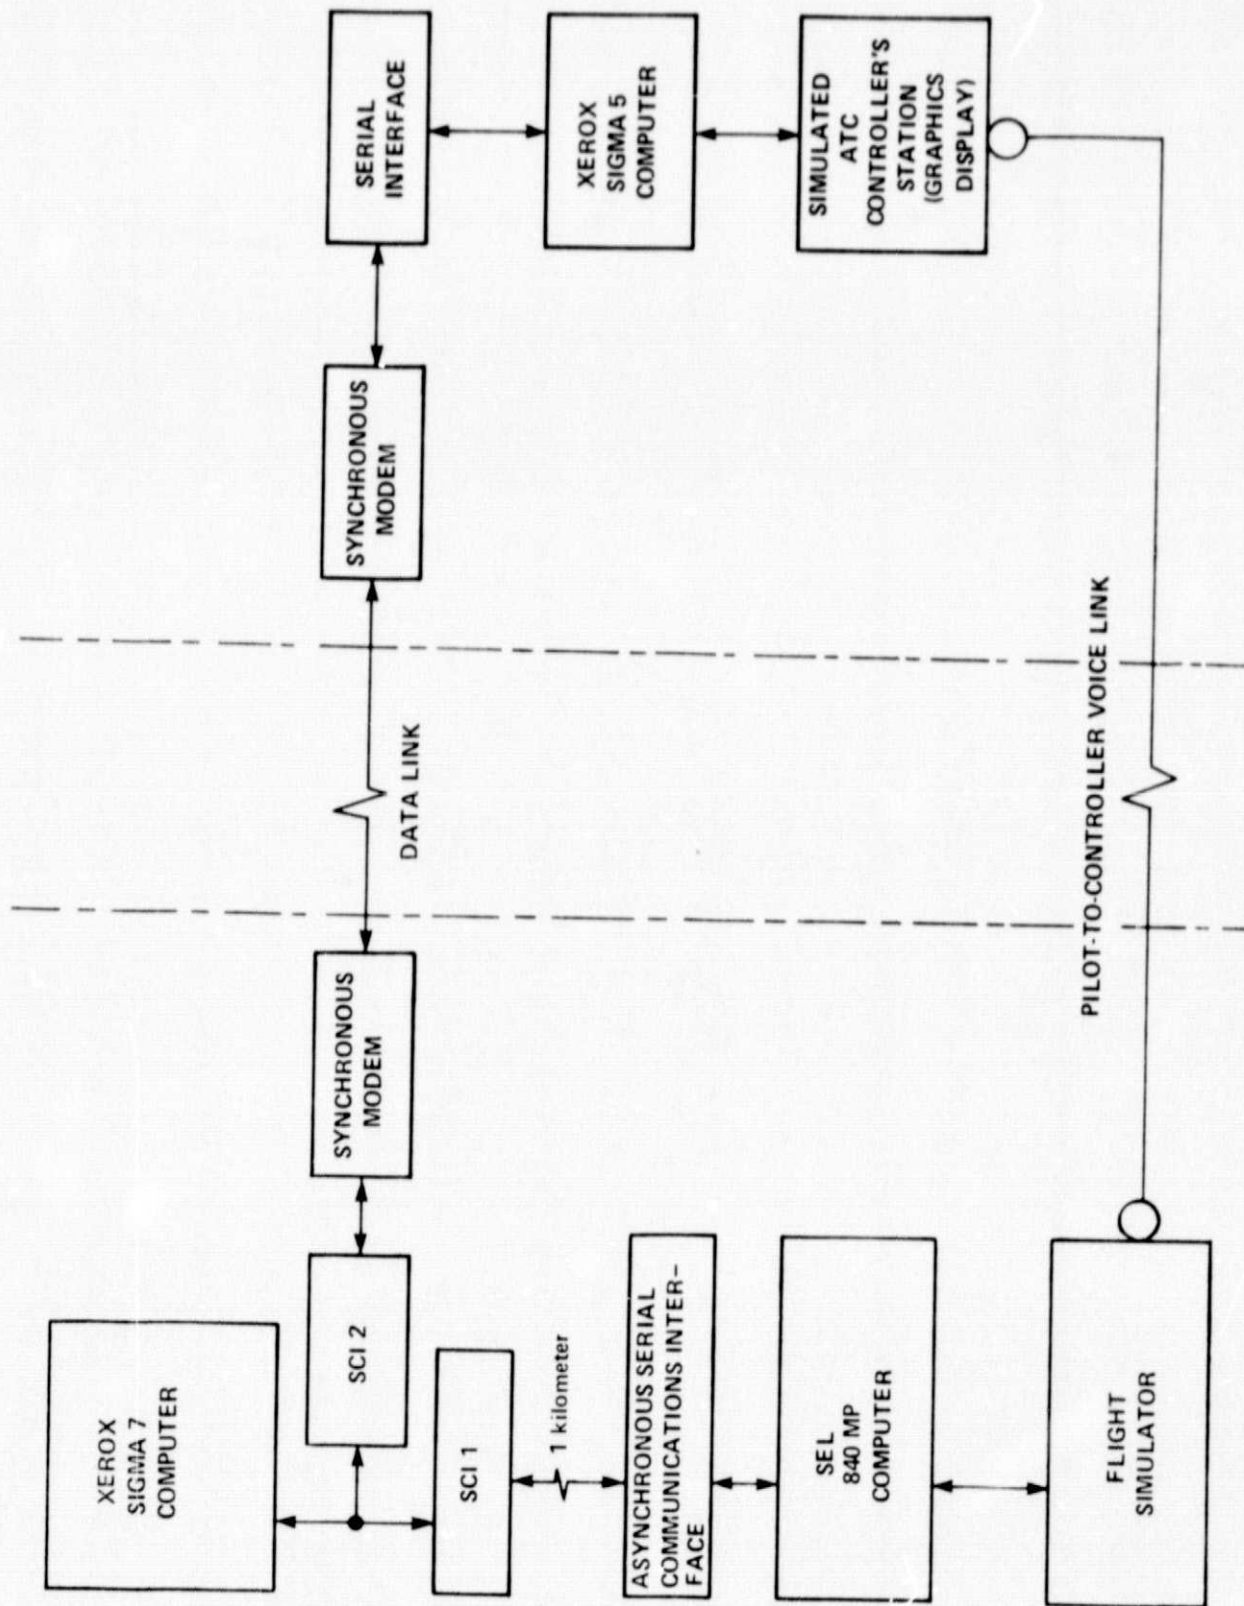 XEROX
SIGMA 7
COMPUTER
SCI 2
SCI 1
1 kilometer
ASYNCHRONOUS SERIAL
COMMUNICATIONS INTER-
FACE
SEL
840 MP
COMPUTER
FLIGHT
SIMULATOR
SYNCHRONOUS
MODEM
DATA LINK
PILOT-TO-CONTROLLER VOICE LINK
SYNCHRONOUS
MODEM
SERIAL
INTERFACE
XEROX
SIGMA 5
COMPUTER
SIMULATED
ATC
CONTROLLER'S
STATION
(GRAPHICS
DISPLAY)